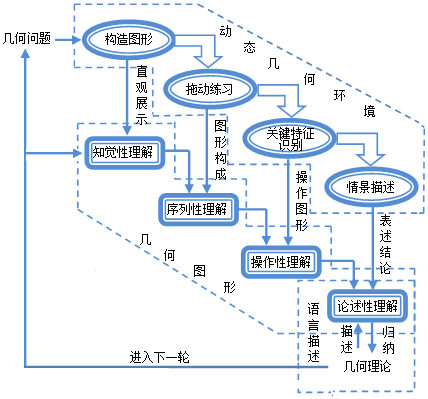 几何问题
构造图形
动态几何环境
直观展示
拖动练习
图形构成
关键特征
识别
知觉性理解
操作图形
情景描述
序列性理解
表述结论
几何图形
操作性理解
语言描述
论述性理解
描述
归纳
进入下一轮
几何理论